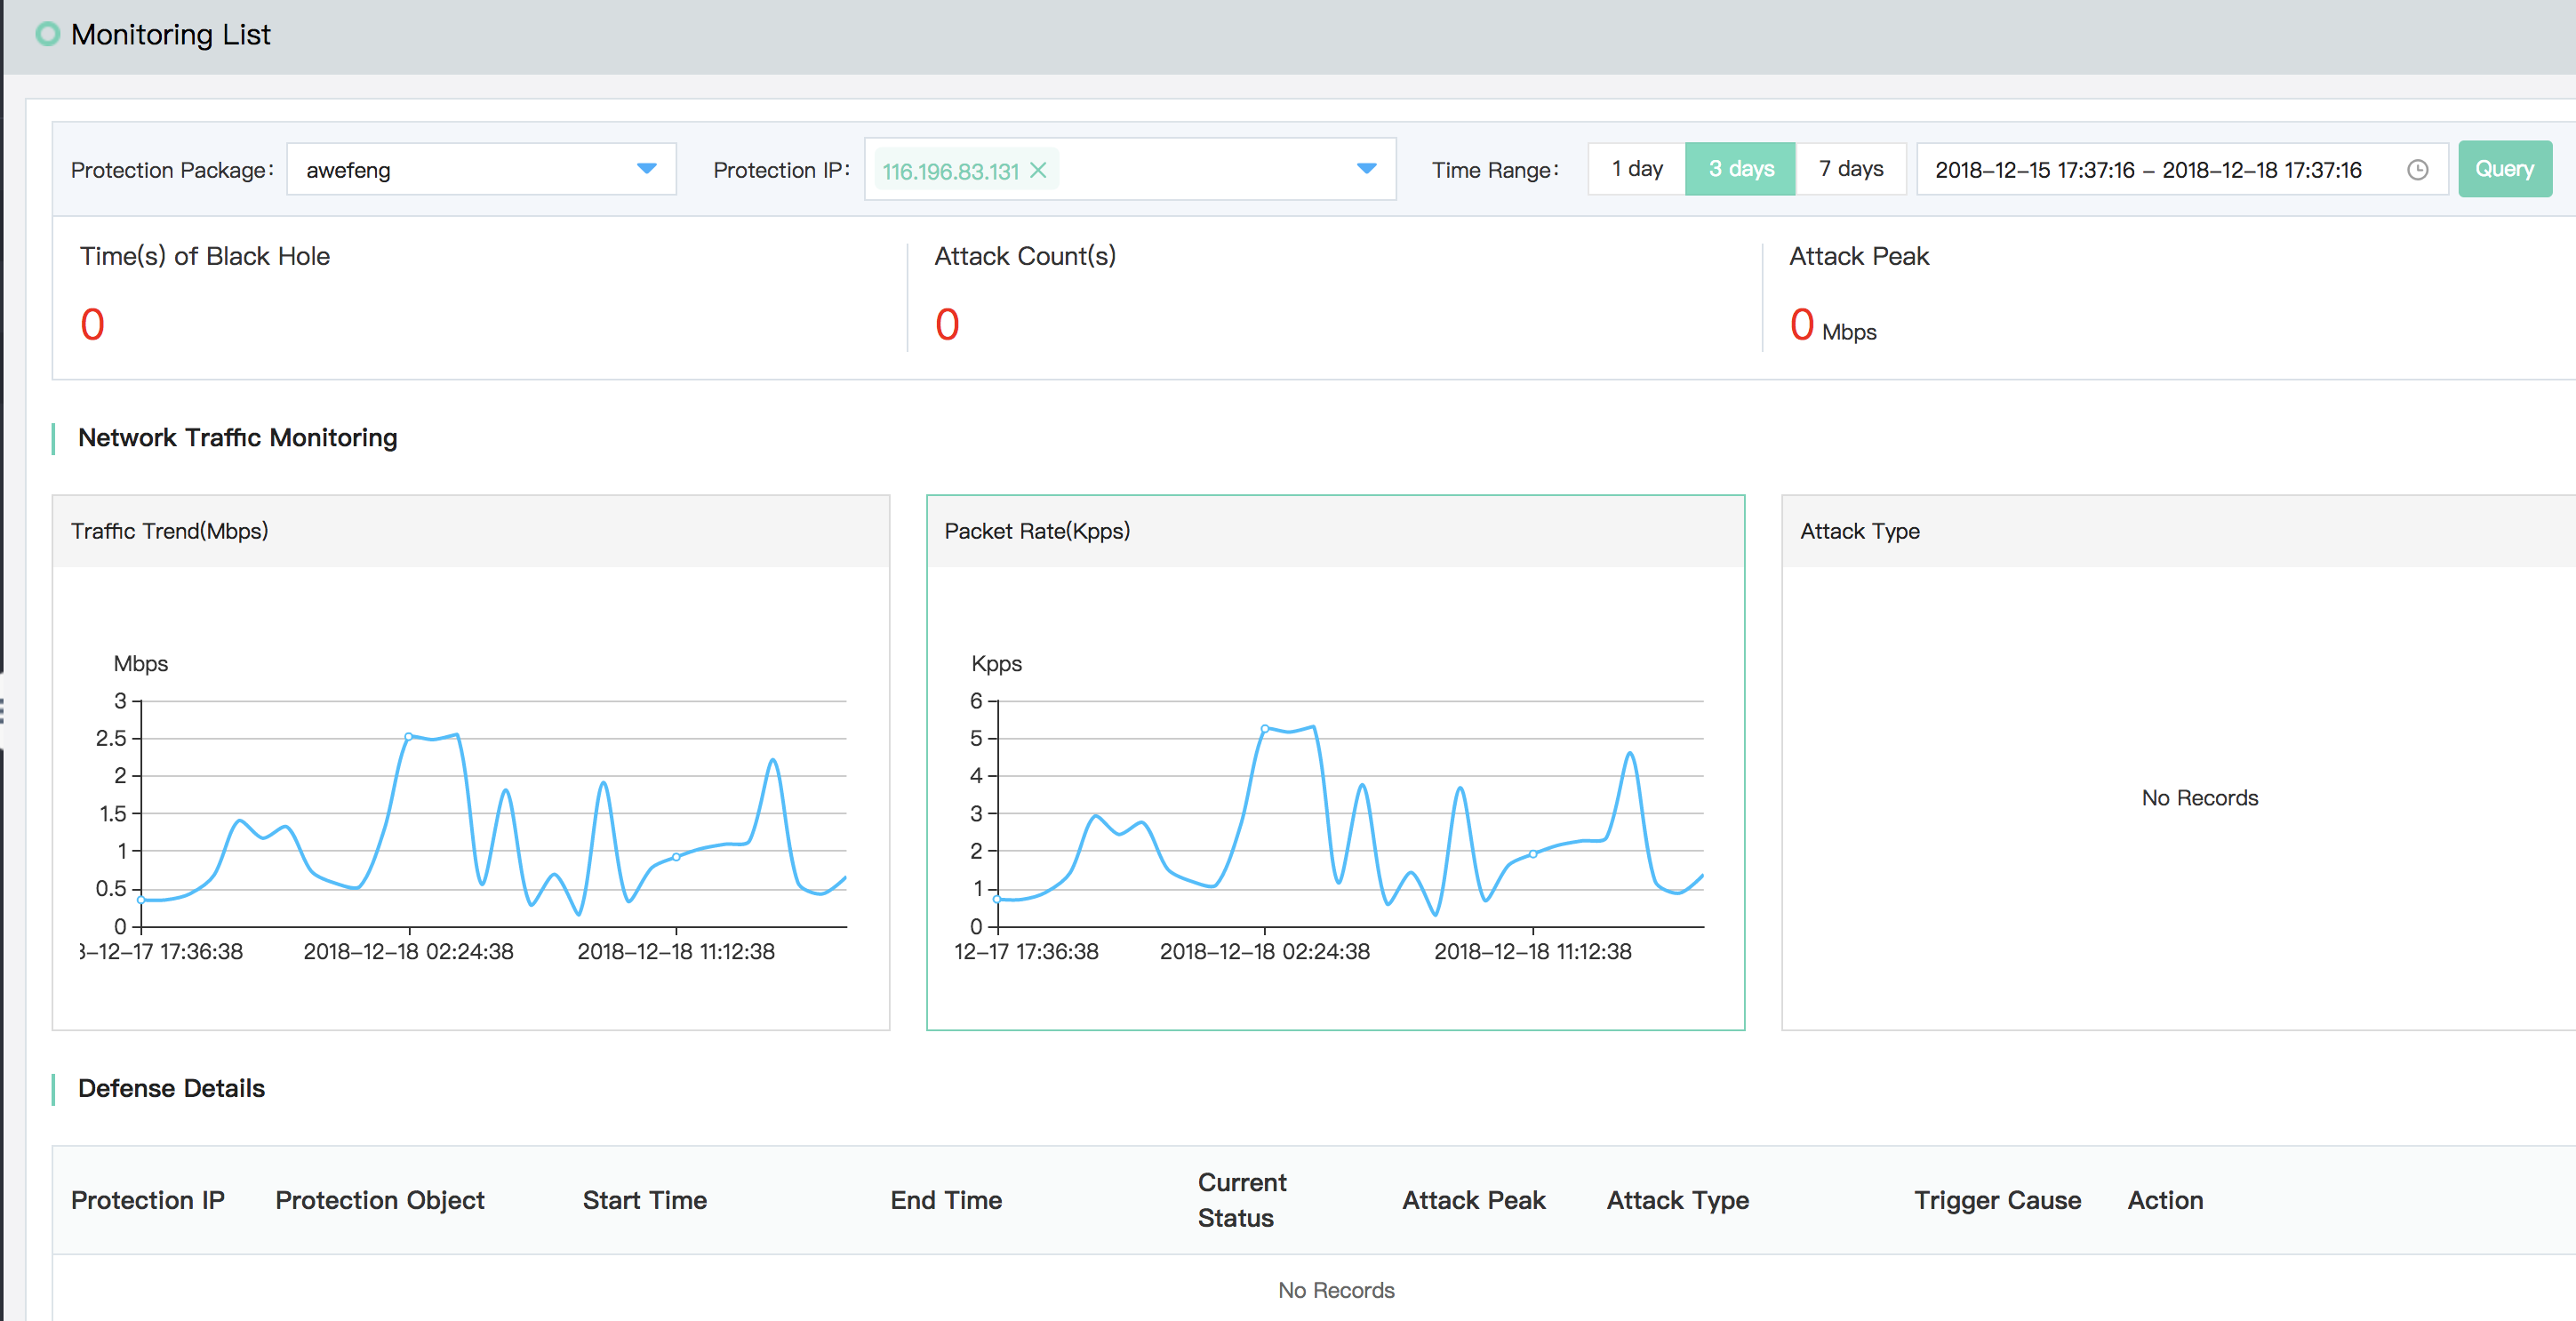 Monitoring List
Protection Package: awefeng Protection IP: 116.196.83.131 Time Range: 1 day 3 days 7 days 2018-12-15 17:37:16 - 2018-12-18 17:37:16 Query
Time(s) of Black Hole Attack Count(s) Attack Peak
0 0 0 Mbps
Network Traffic Monitoring
Traffic Trend(Mbps)
Mbps
3
2.5
2
1.5
1
0.5
0
-12-17 17:36:38 2018-12-18 02:24:38 2018-12-18 11:12:38
Packet Rate(Kpps)
Kpps
6
5
4
3
2
1
0
12-17 17:36:38 2018-12-18 02:24:38 2018-12-18 11:12:38
Attack Type
No Records
Defense Details
Protection IP Protection Object Start Time End Time Current Status Attack Peak Attack Type Trigger Cause Action
No Records